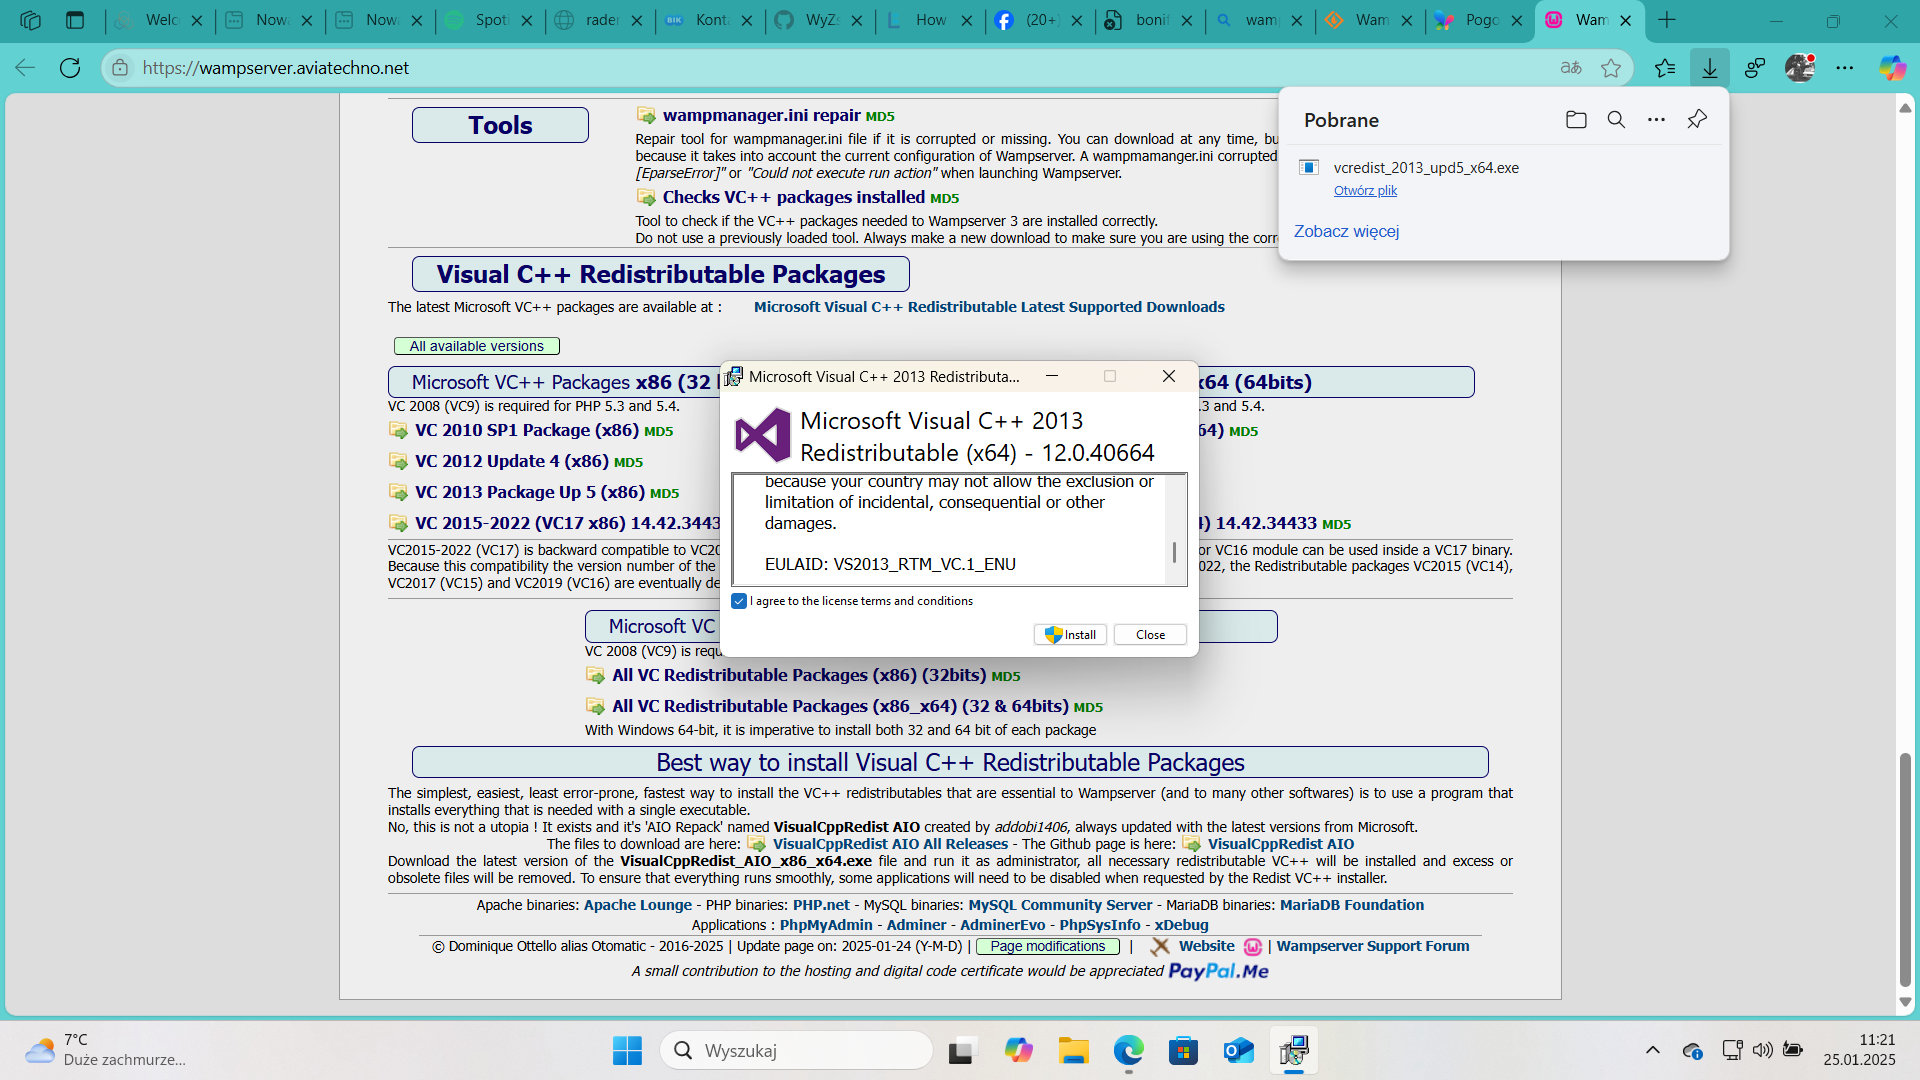 Welc
Nowa
Nowa
Spoti
rader
BIK
Konta
WyZs
How
(20+)
bonif
wamp
Wam
Pogo
Wam
https://wampserver.aviatechno.net
Pobrane
vcredist_2013_upd5_x64.exe
Otwórz plik
Zobacz więcej
Tools
wampmanager.ini repair MD5
Repair tool for wampmanager.ini file if it is corrupted or missing. You can download at any time, bu
because it takes into account the current configuration of Wampserver. A wampmamanger.ini corrupted
[EparseError]" or "Could not execute run action" when launching Wampserver.
Checks VC++ packages installed MD5
Tool to check if the VC++ packages needed to Wampserver 3 are installed correctly.
Do not use a previously loaded tool. Always make a new download to make sure you are using the corr
Visual C++ Redistributable Packages
The latest Microsoft VC++ packages are available at : Microsoft Visual C++ Redistributable Latest Supported Downloads
All available versions
Microsoft VC++ Packages x86 (32 x64 (64bits)
VC 2008 (VC9) is required for PHP 5.3 and 5.4. .3 and 5.4.
VC 2010 SP1 Package (x86) MD5 64) MD5
VC 2012 Update 4 (x86) MD5
VC 2013 Package Up 5 (x86) MD5
VC 2015-2022 (VC17 x86) 14.42.3443 4) 14.42.34433 MD5
VC2015-2022 (VC17) is backward compatible to VC20 or VC16 module can be used inside a VC17 binary.
Because this compatibility the version number of the 022, the Redistributable packages VC2015 (VC14),
VC2017 (VC15) and VC2019 (VC16) are eventually de
Microsoft Visual C++ 2013 Redistributa...
Microsoft Visual C++ 2013
Redistributable (x64) - 12.0.40664
because your country may not allow the exclusion or
limitation of incidental, consequential or other
damages.
EULAID: VS2013_RTM_VC.1_ENU
I agree to the license terms and conditions
Install
Close
Microsoft VC
VC 2008 (VC9) is requ
All VC Redistributable Packages (x86) (32bits) MD5
All VC Redistributable Packages (x86_x64) (32 & 64bits) MD5
With Windows 64-bit, it is imperative to install both 32 and 64 bit of each package
Best way to install Visual C++ Redistributable Packages
The simplest, easiest, least error-prone, fastest way to install the VC++ redistributables that are essential to Wampserver (and to many other softwares) is to use a program that
installs everything that is needed with a single executable.
No, this is not a utopia ! It exists and it's 'AIO Repack' named VisualCppRedist AIO created by addobi1406, always updated with the latest versions from Microsoft.
The files to download are here: VisualCppRedist AIO All Releases - The Github page is here: VisualCppRedist AIO
Download the latest version of the VisualCppRedist_AIO_x86_x64.exe file and run it as administrator, all necessary redistributable VC++ will be installed and excess or
obsolete files will be removed. To ensure that everything runs smoothly, some applications will need to be disabled when requested by the Redist VC++ installer.
Apache binaries: Apache Lounge - PHP binaries: PHP.net - MySQL binaries: MySQL Community Server - MariaDB binaries: MariaDB Foundation
Applications : PhpMyAdmin - Adminer - AdminerEvo - PhpSysInfo - xDebug
© Dominique Ottello alias Otomatic - 2016-2025 | Update page on: 2025-01-24 (Y-M-D) | Page modifications | Website | Wampserver Support Forum
A small contribution to the hosting and digital code certificate would be appreciated PayPal.Me
7°C
Duże zachmurze...
Wyszukaj
11:21
25.01.2025